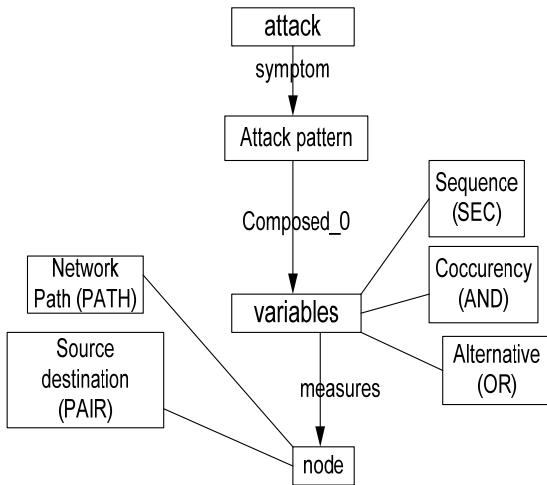 attack
symptom
Attack pattern
Composed_0
Sequence
(SEC)
Network
Path (PATH)
Coccurency
(AND)
variables
Source
destination
(PAIR)
Alternative
(OR)
measures
node